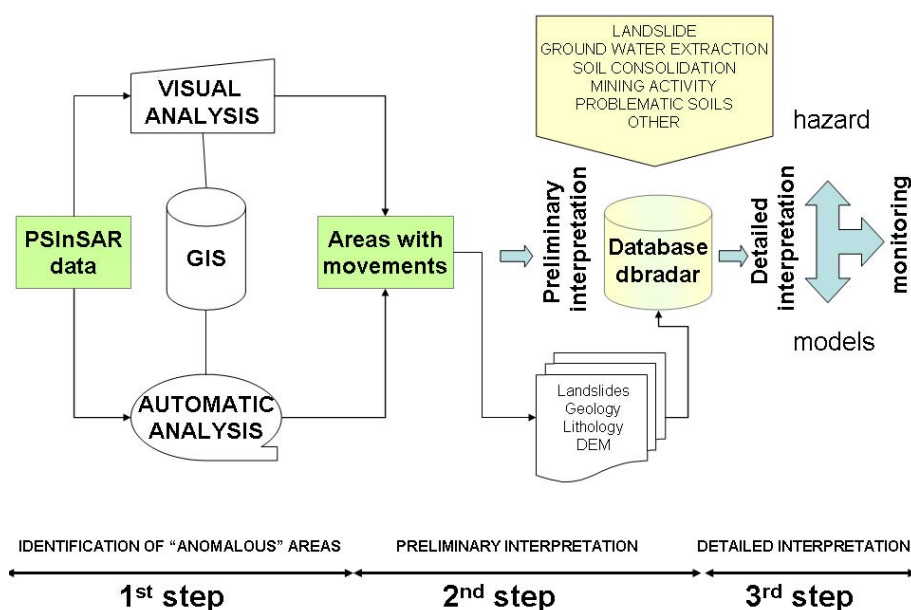 LANDSLIDE
GROUND WATER EXTRACTION
SOIL CONSOLIDATION
MINING ACTIVITY
PROBLEMATIC SOILS
OTHER
hazard
VISUAL
ANALYSIS
PSInSAR
data
GIS
Areas with
movements
Preliminary
interpretation
Database
dbradar
Detailed
interpretation
monitoring
models
AUTOMATIC
ANALYSIS
Landslides
Geology
Lithology
DEM
IDENTIFICATION OF "ANOMALOUS" AREAS
PRELIMINARY INTERPRETATION
DETAILED INTERPRETATION
1st step
2nd step
3rd step